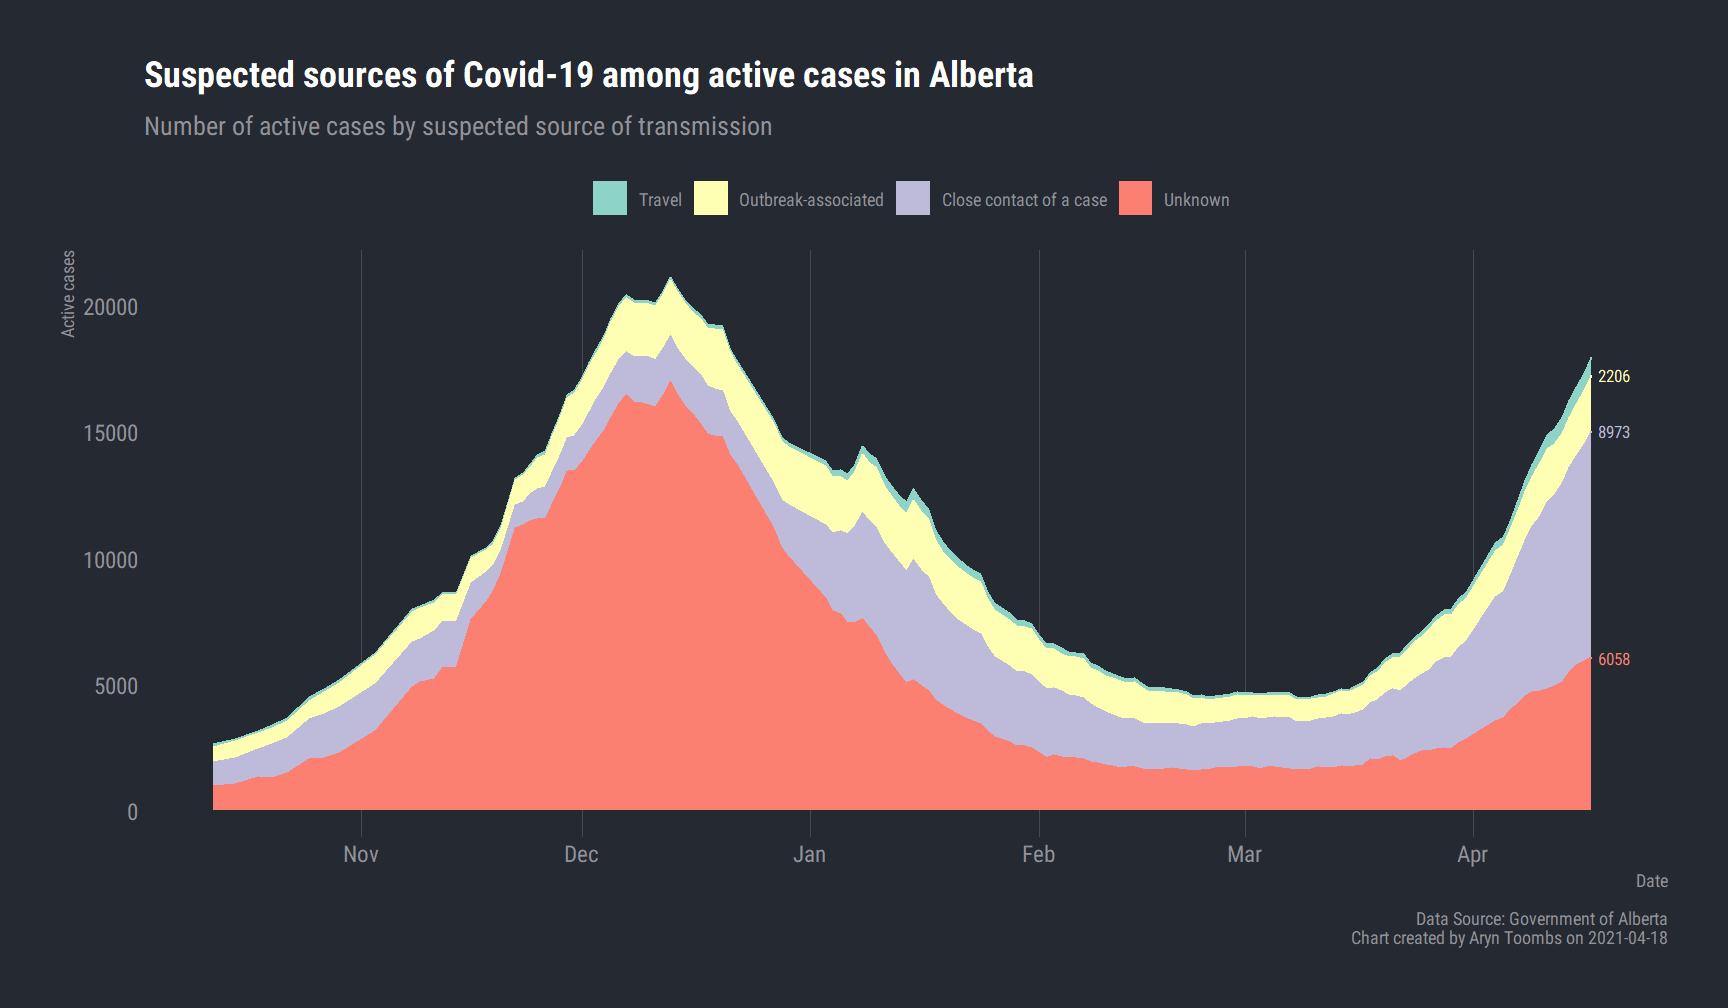 Suspected sources of Covid-19 among active cases in Alberta
Number of active cases by suspected source of transmission
Travel Outbreak-associated Close contact of a case Unknown
Active cases
20000
15000
10000
5000
0
2206
8973
6058
Nov Dec Jan Feb Mar Apr
Date
Data Source: Government of Alberta
Chart created by Aryn Toombs on 2021-04-18